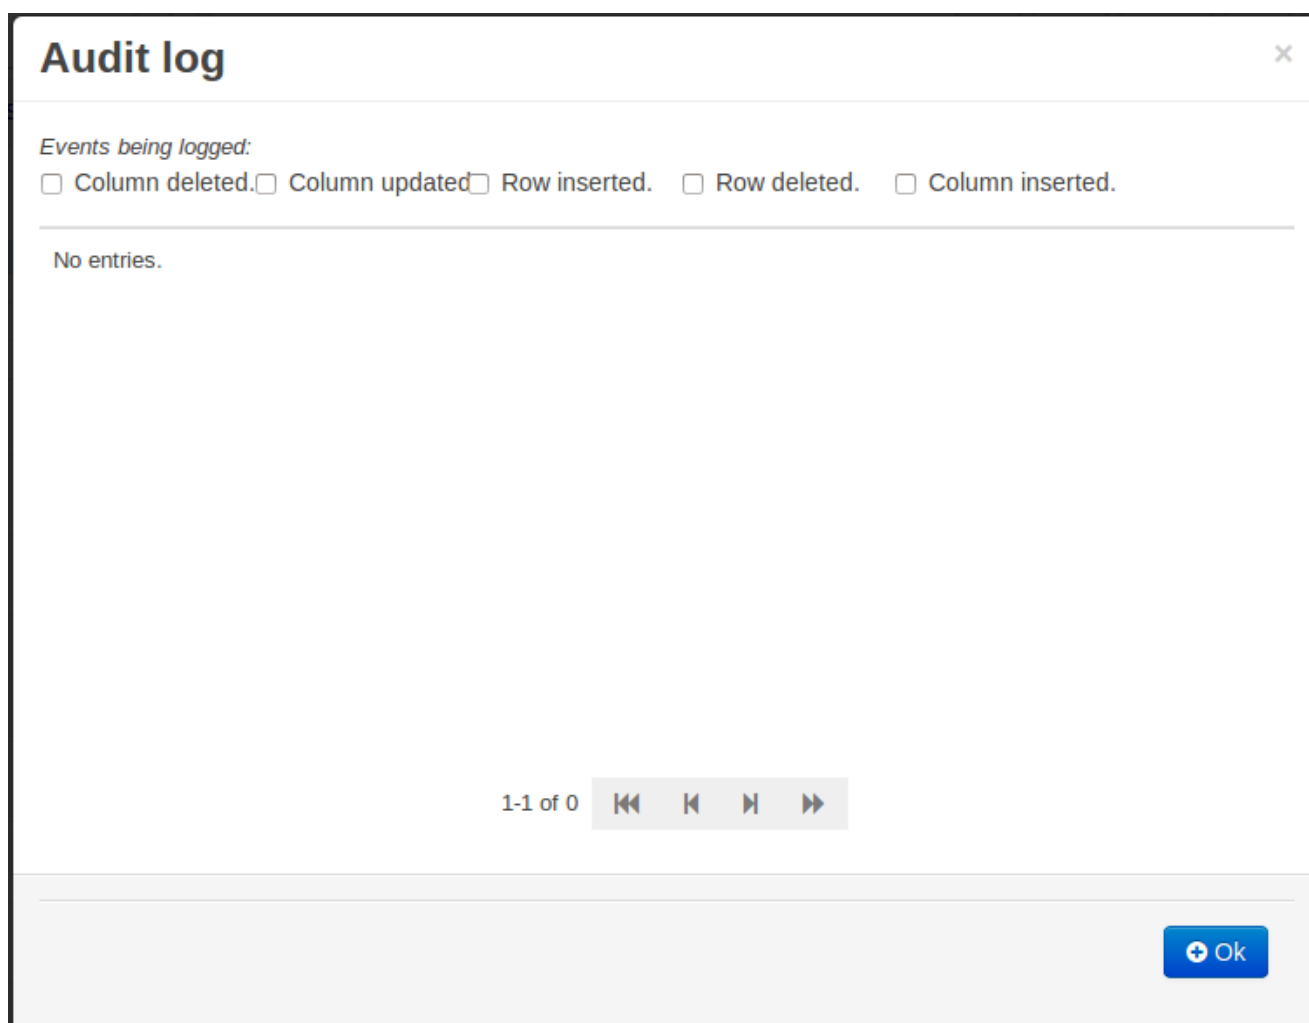 Audit log
Events being logged:
Column deleted. Column updated Row inserted. Row deleted. Column inserted.
No entries.
1-1 of 0
Ok